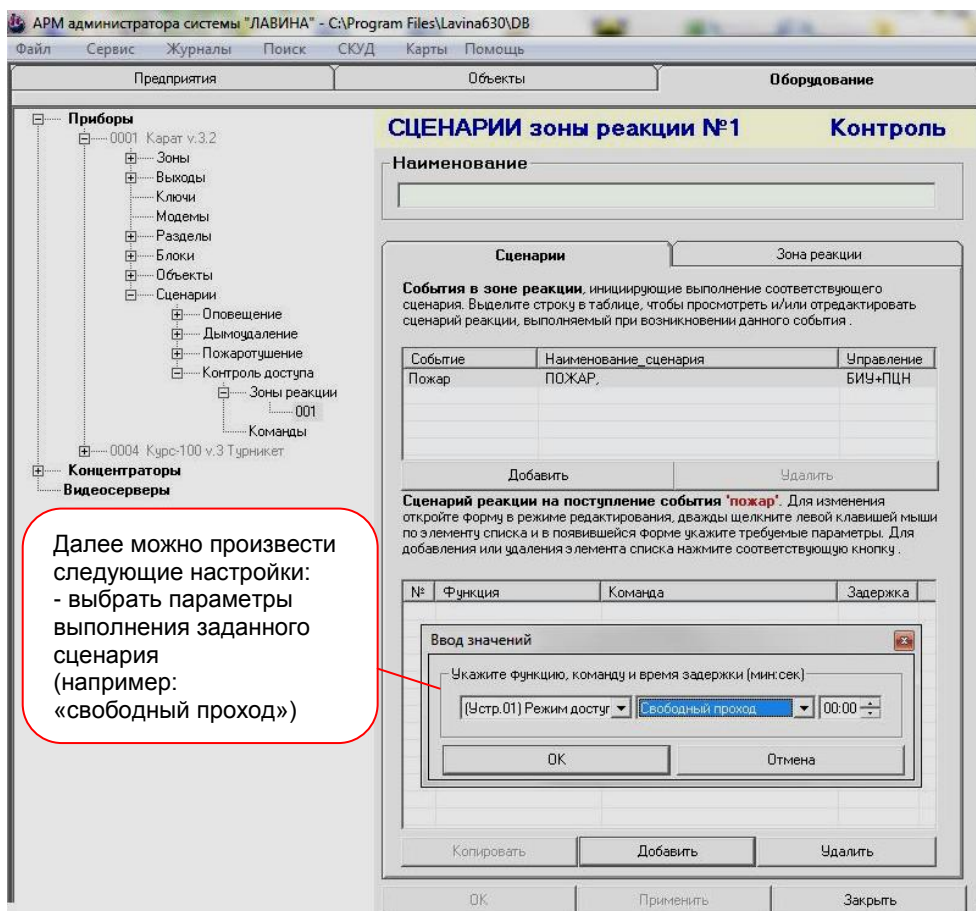 АРМ администратора системы "ЛАВИНА" - C:\Program Files\Lavina630\DB
Файл Сервис Журналы Поиск СКУД Карты Помощь
Предприятия Объекты Оборудование
Приборы
0001 Карат v.3.2
Зоны
Выходы
Ключи
Модемы
Разделы
Блоки
Объекты
Сценарии
Оповещение
Дымоудаление
Пожаротушение
Контроль доступа
Зоны реакции
001
Команды
0004 Курс-100 v.3 Турникет
Концентраторы
Видеосерверы
Далее можно произвести
следующие настройки:
- выбрать параметры
выполнения заданного
сценария
(например:
«свободный проход»)
СЦЕНАРИИ зоны реакции №1 Контроль
Наименование
Сценарии Зона реакции
События в зоне реакции, инициирующие выполнение соответствующего
сценария. Выделите строку в таблице, чтобы просмотреть и/или отредактировать
сценарий реакции, выполняемый при возникновении данного события .
Событие Наименование_сценария Управление
Пожар ПОЖАР, БИУ+ПЦН
Добавить Удалить
Сценарий реакции на поступление события 'пожар'. Для изменения
откройте форму в режиме редактирования, дважды щелкните левой клавишей мыши
по элементу списка и в появившейся форме укажите требуемые параметры. Для
добавления или удаления элемента списка нажмите соответствующую кнопку .
№ Функция Команда Задержка
Ввод значений
Укажите функцию, команду и время задержки (мин:сек)
(Устр.01) Режим доступ Свободный проход 00:00
OK Отмена
Копировать Добавить Удалить
OK Применить Закрыть